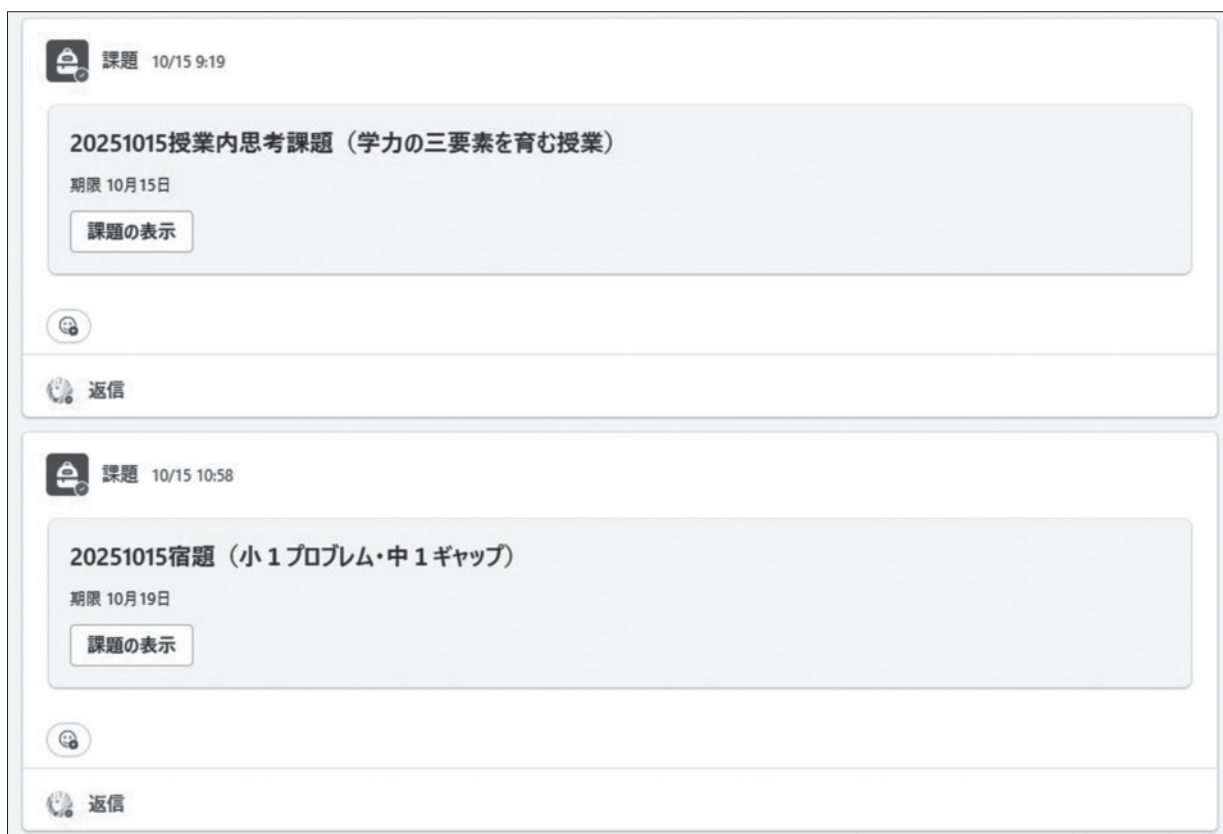 課題 10/15 9:19
20251015授業内思考課題（学力の三要素を育む授業）
期限 10月15日
課題の表示
返信
課題 10/15 10:58
20251015宿題（小１プロブレム・中１ギャップ）
期限 10月19日
課題の表示
返信